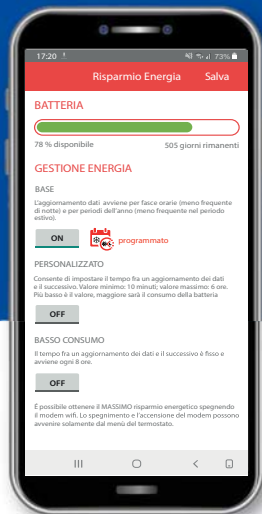 17:20 !
73%
Risparmio Energia Salva
BATTERIA
78 % disponibile 505 giorni rimanenti
GESTIONE ENERGIA
BASE
L'aggiornamento dati avviene per fasce orarie (meno frequente
di notte) e per periodi dell'anno (meno frequente nel periodo
estivo).
ON programmato
PERSONALIZZATO
Consente di impostare il tempo fra un aggiornamento dei dati
e il successivo. Valore minimo: 10 minuti; valore massimo: 6 ore.
Più basso è il valore, maggiore sarà il consumo della batteria
OFF
BASSO CONSUMO
Il tempo fra un aggiornamento dei dati e il successivo è fisso e
avviene ogni 8 ore.
OFF
È possibile ottenere il MASSIMO risparmio energetico spegnendo
il modem wifi. Lo spegnimento e l'accensione del modem possono
avvenire solamente dal menù del termostato.